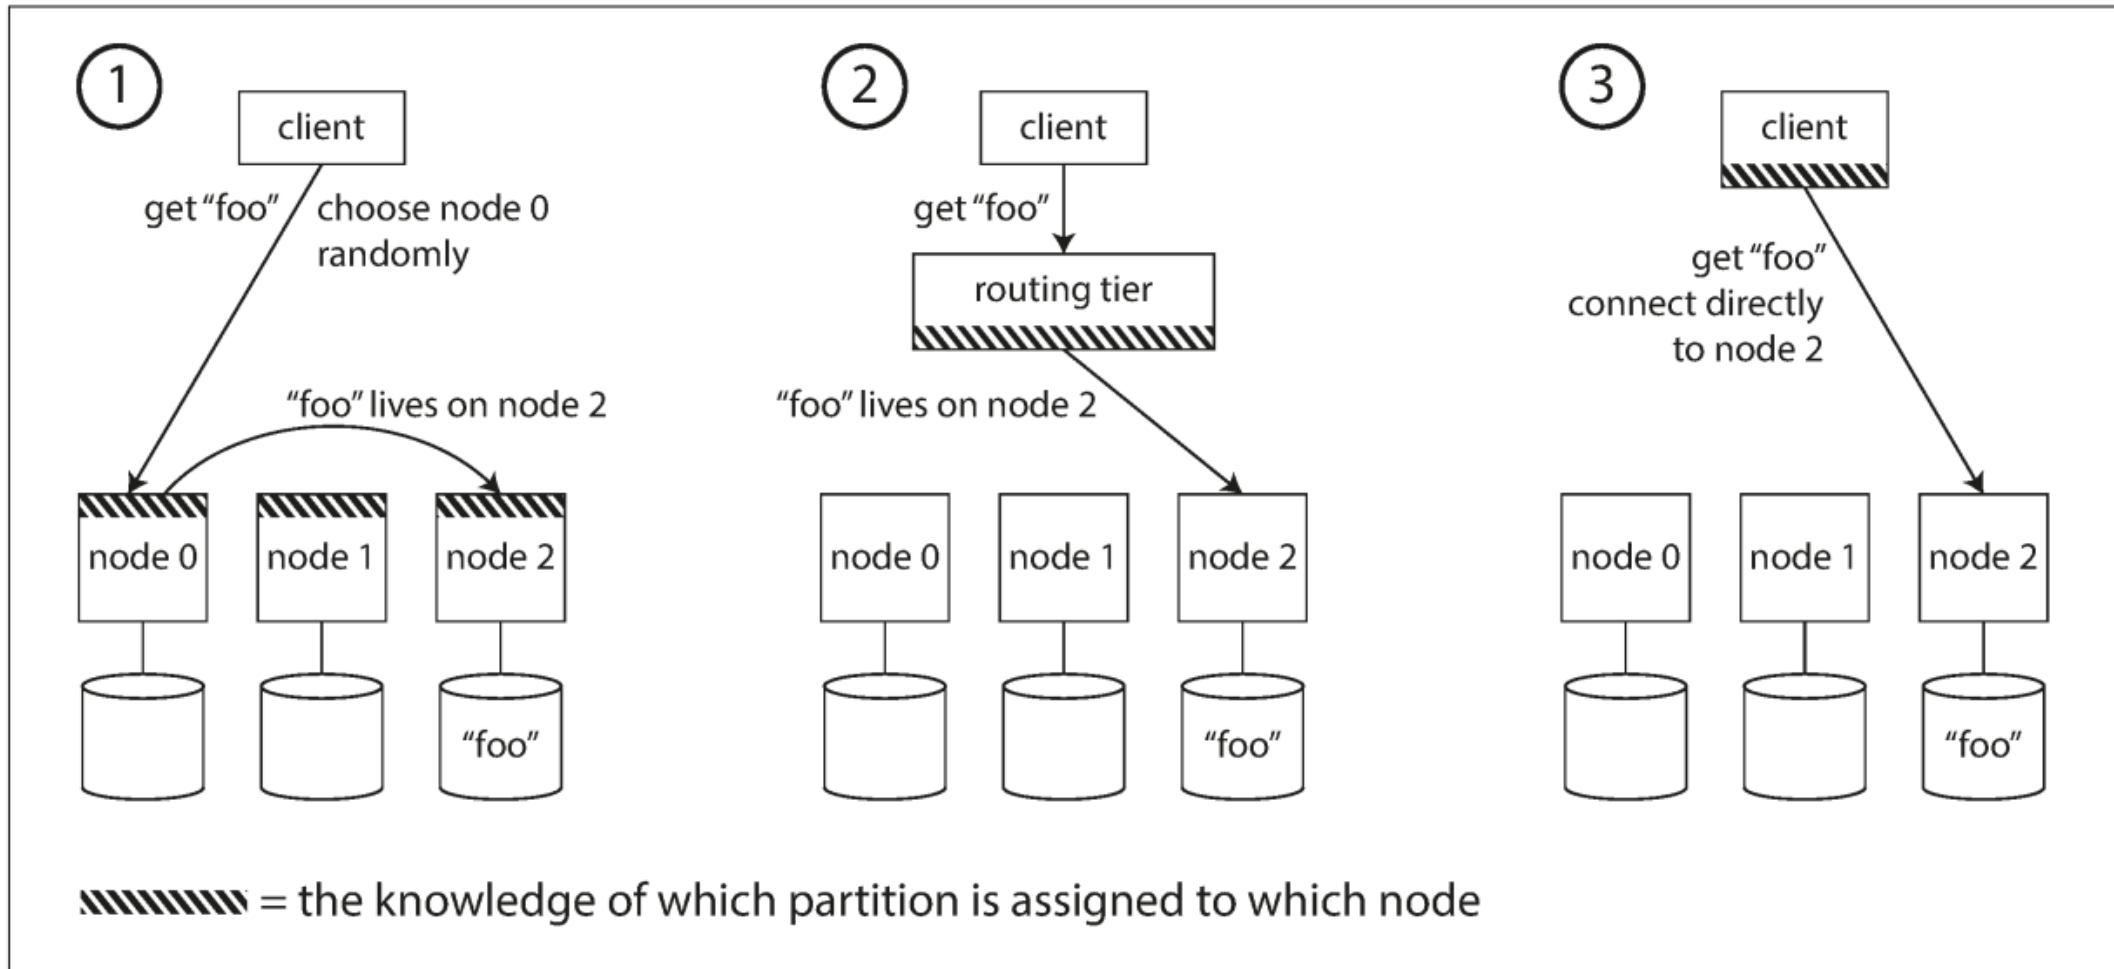 1
client
get “foo”
choose node 0
randomly
“foo” lives on node 2
node 0
node 1
node 2
“foo”
2
client
get “foo”
routing tier
“foo” lives on node 2
node 0
node 1
node 2
“foo”
3
client
get “foo”
connect directly
to node 2
node 0
node 1
node 2
“foo”
= the knowledge of which partition is assigned to which node